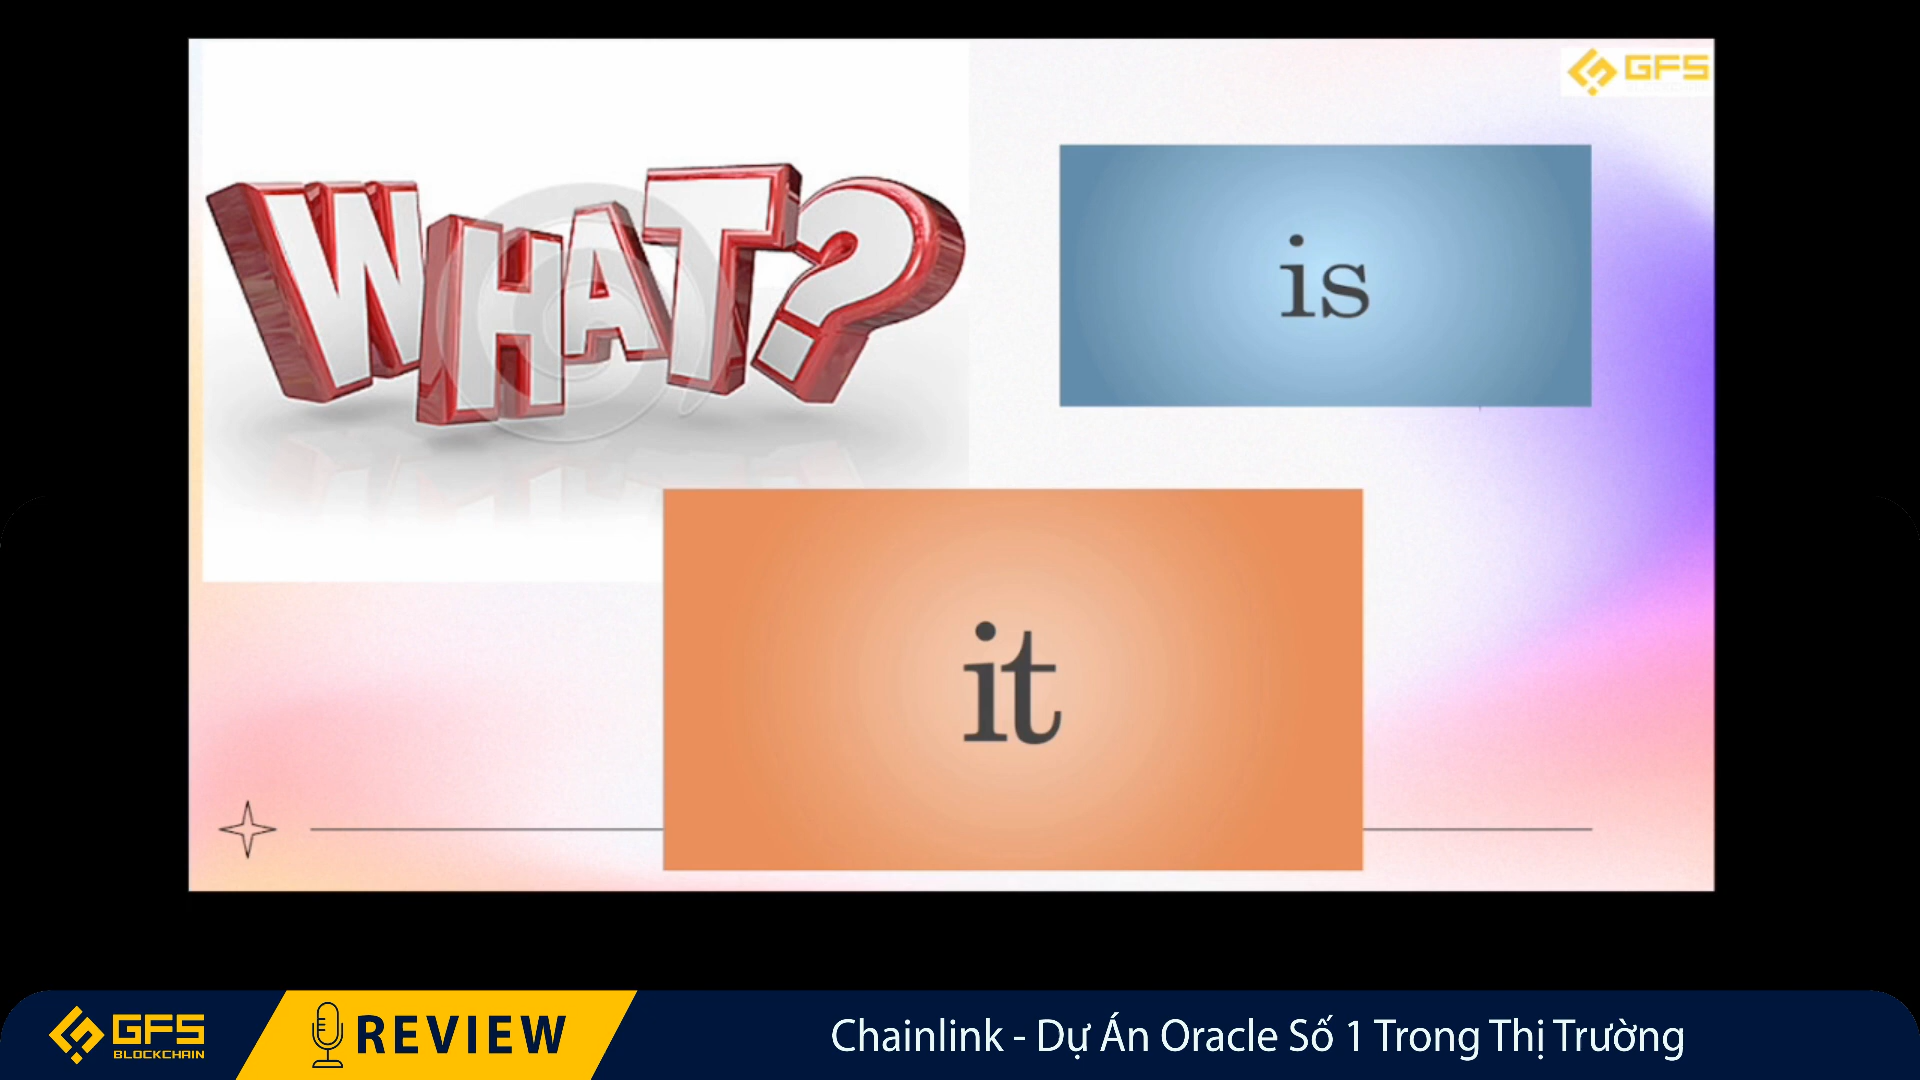 GFS
WHAT?
is
it
GFS
BLOCKCHAIN
REVIEW
Chainlink - Dự Án Oracle Số 1 Trong Thị Trường